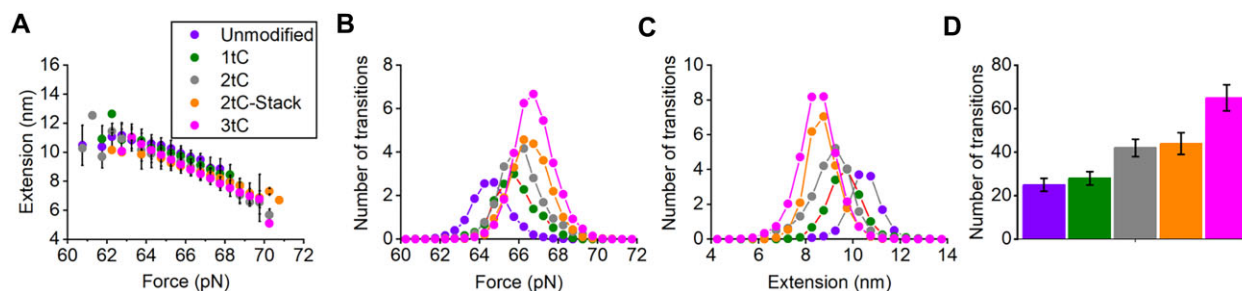 A
Extension (nm)
16
14
12
10
8
6
4
60 62 64 66 68 70 72
Force (pN)
Unmodified
1tC
2tC
2tC-Stack
3tC
B
Number of transitions
8
6
4
2
0
60 62 64 66 68 70 72
Force (pN)
C
Number of transitions
10
8
6
4
2
0
4 6 8 10 12 14
Extension (nm)
D
Number of transitions
80
60
40
20
0